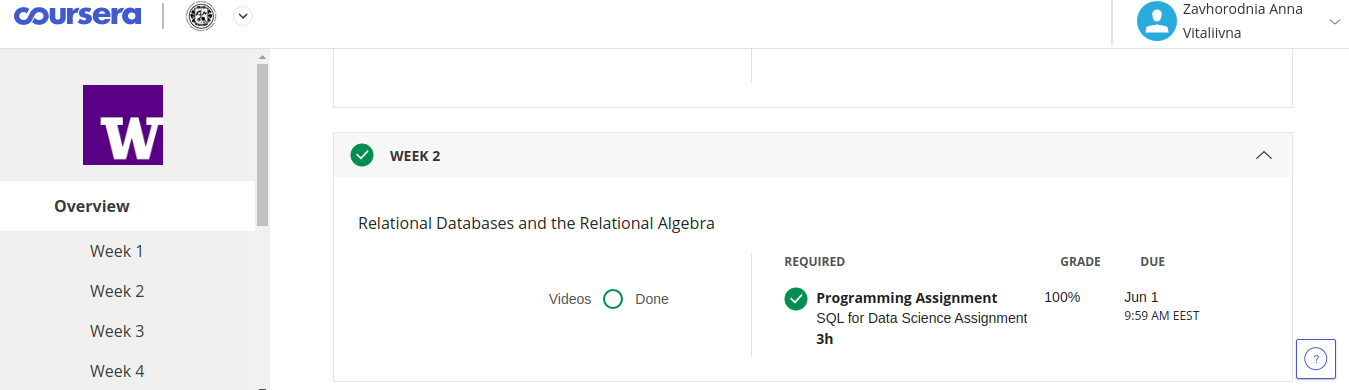 coursera
Zavhorodnia Anna
Vitaliivna
W
Overview
Week 1
Week 2
Week 3
Week 4
WEEK 2
Relational Databases and the Relational Algebra
Videos Done
REQUIRED GRADE DUE
Programming Assignment 100% Jun 1
SQL for Data Science Assignment 9:59 AM EEST
3h
?